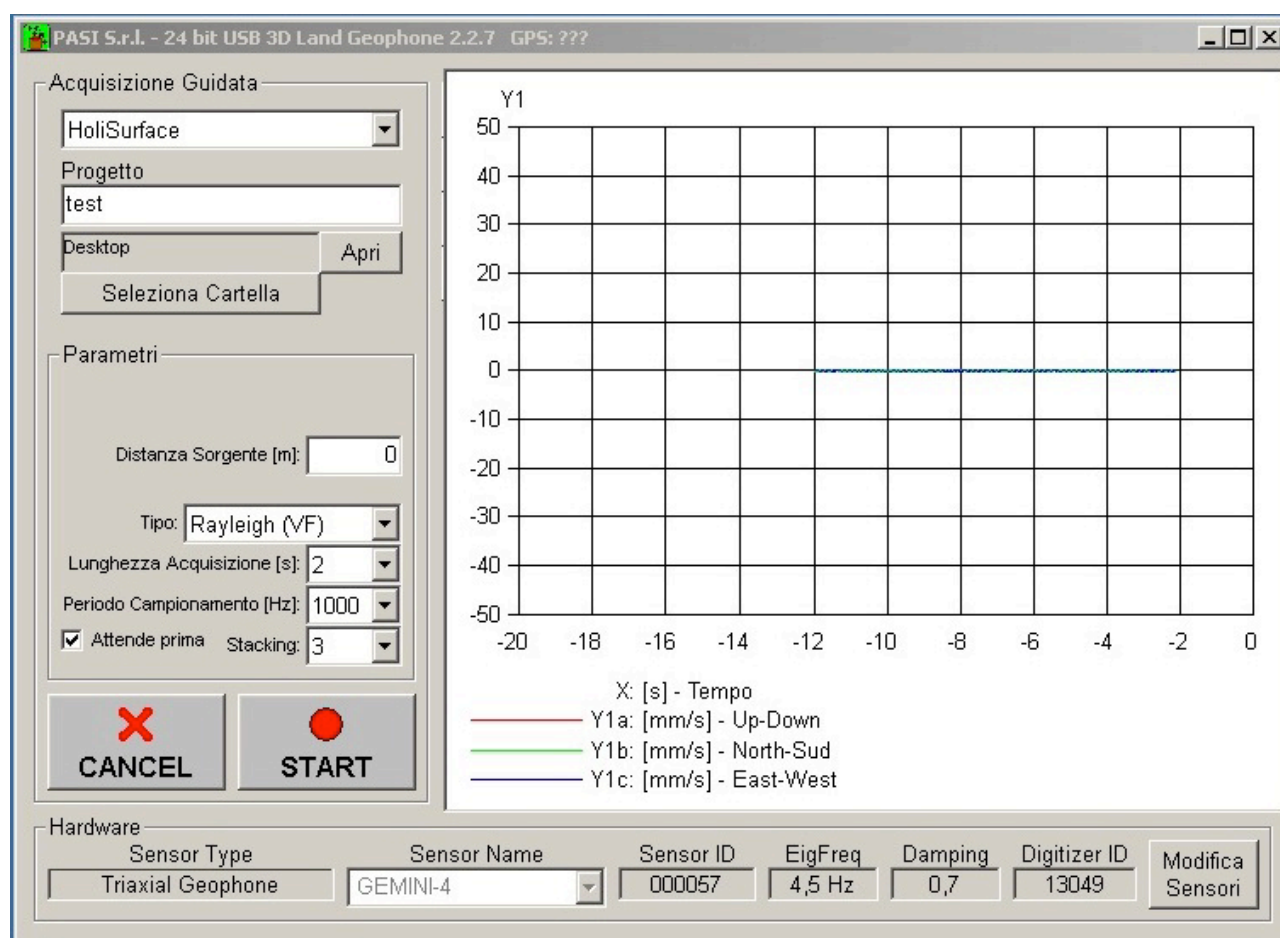 PASI S.r.l. - 24 bit USB 3D Land Geophone 2.2.7 GPS: ???
Acquisizione Guidata
HoliSurface
Progetto
test
Desktop
Apri
Seleziona Cartella
Parametri
Distanza Sorgente [m]: 0
Tipo: Rayleigh (VF)
Lunghezza Acquisizione [s]: 2
Periodo Campionamento [Hz]: 1000
Attende prima Stacking: 3
CANCEL START
Y1
50
40
30
20
10
0
-10
-20
-30
-40
-50
-20 -18 -16 -14 -12 -10 -8 -6 -4 -2 0
X: [s] - Tempo
Y1a: [mm/s] - Up-Down
Y1b: [mm/s] - North-Sud
Y1c: [mm/s] - East-West
Hardware
Sensor Type Sensor Name Sensor ID EigFreq Damping Digitizer ID
Triaxial Geophone GEMINI-4 000057 4,5 Hz 0,7 13049
Modifica
Sensori